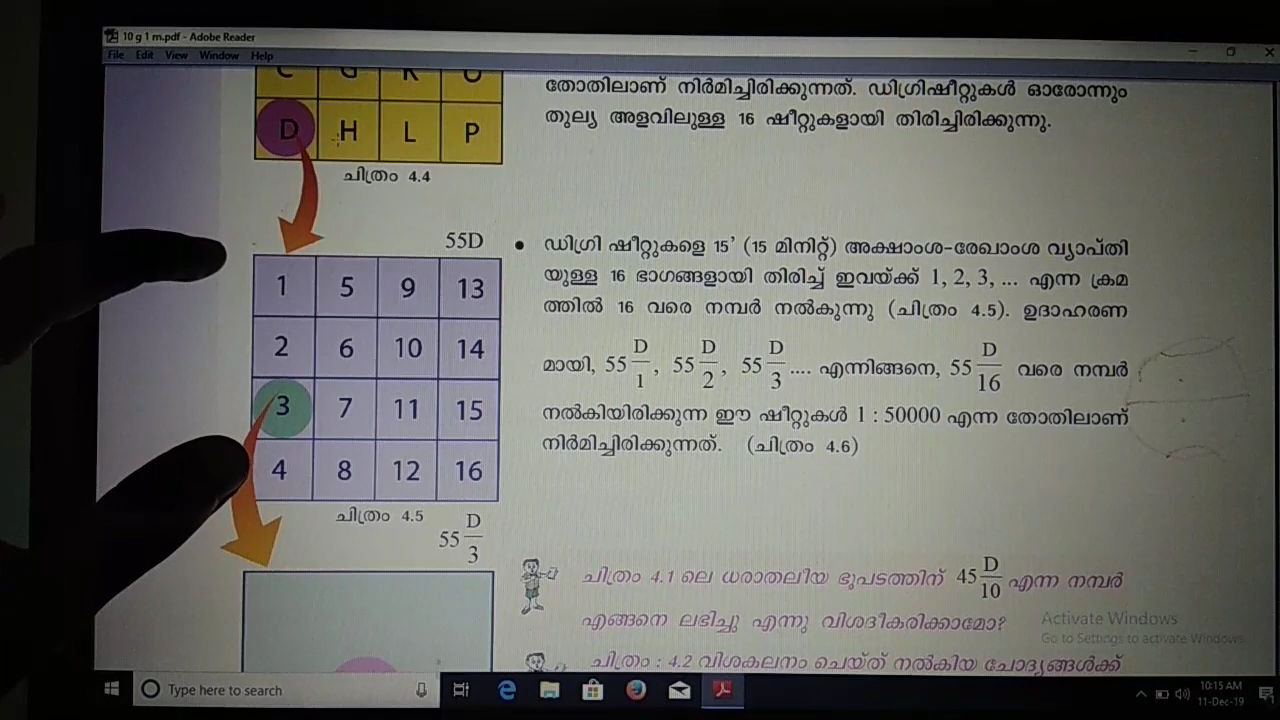 10 g 1 m.pdf - Adobe Reader
File Edit View Window Help
C G K O
D H L P
ചിത്രം 4.4
തോതിലാണ് നിർമിച്ചിരിക്കുന്നത്. ഡിഗ്രിഷീറ്റുകൾ ഓരോന്നും
തുല്യ അളവിലുള്ള 16 ഷീറ്റുകളായി തിരിച്ചിരിക്കുന്നു.
55D
1 5 9 13
2 6 10 14
3 7 11 15
4 8 12 16
ചിത്രം 4.5
55 D/3
• ഡിഗ്രി ഷീറ്റുകളെ 15’ (15 മിനിറ്റ്) അക്ഷാംശ-രേഖാംശ വ്യാപ്തി
യുള്ള 16 ഭാഗങ്ങളായി തിരിച്ച് ഇവയ്ക്ക് 1, 2, 3, ... എന്ന ക്രമ
ത്തിൽ 16 വരെ നമ്പർ നൽകുന്നു (ചിത്രം 4.5). ഉദാഹരണ
മായി, 55 D/1, 55 D/2, 55 D/3 .... എന്നിങ്ങനെ, 55 D/16 വരെ നമ്പർ
നൽകിയിരിക്കുന്ന ഈ ഷീറ്റുകൾ 1 : 50000 എന്ന തോതിലാണ്
നിർമിച്ചിരിക്കുന്നത്. (ചിത്രം 4.6)
ചിത്രം 4.1 ലെ ധരാതലീയ ഭൂപടത്തിന് 45 D/10 എന്ന നമ്പർ
എങ്ങനെ ലഭിച്ചു എന്നു വിശദീകരിക്കാമോ?
ചിത്രം : 4.2 വിശകലനം ചെയ്ത് നൽകിയ ചോദ്യങ്ങൾക്ക്
Activate Windows
Go to Settings to activate Windows.
Type here to search
10:15 AM
11-Dec-19